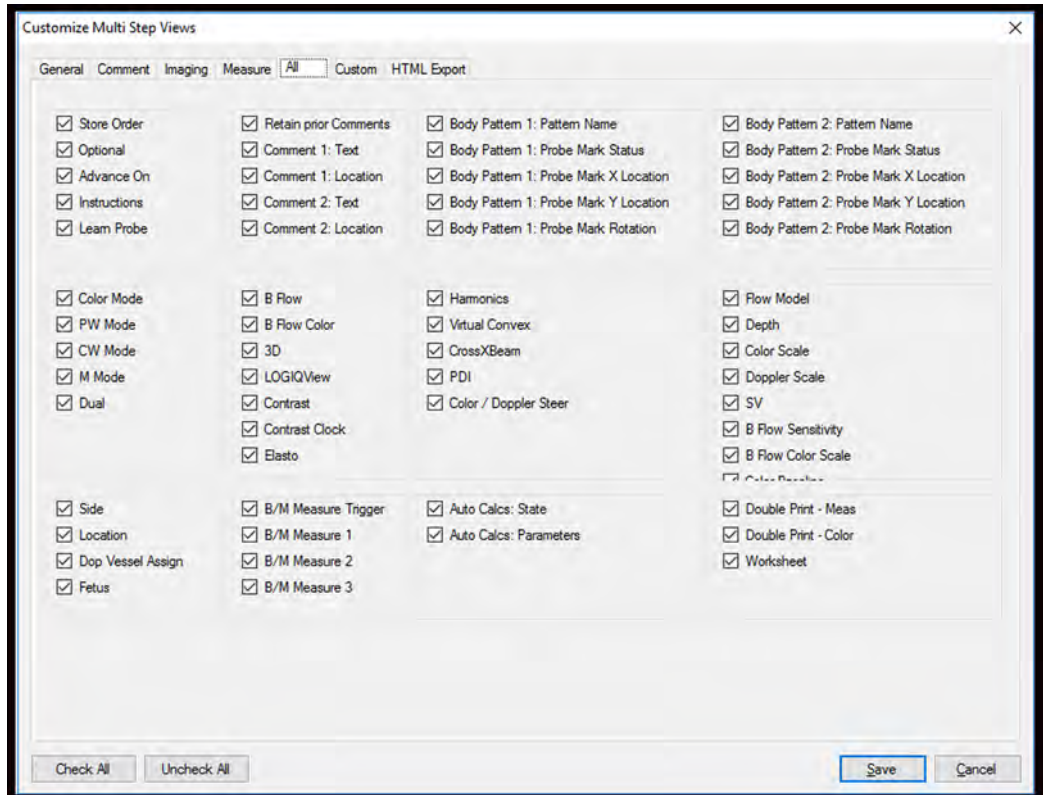 Customize Multi Step Views
General Comment Imaging Measure All Custom HTML Export
Store Order
Optional
Advance On
Instructions
Learn Probe
Retain prior Comments
Comment 1: Text
Comment 1: Location
Comment 2: Text
Comment 2: Location
Body Pattern 1: Pattern Name
Body Pattern 1: Probe Mark Status
Body Pattern 1: Probe Mark X Location
Body Pattern 1: Probe Mark Y Location
Body Pattern 1: Probe Mark Rotation
Body Pattern 2: Pattern Name
Body Pattern 2: Probe Mark Status
Body Pattern 2: Probe Mark X Location
Body Pattern 2: Probe Mark Y Location
Body Pattern 2: Probe Mark Rotation
Color Mode
PW Mode
CW Mode
M Mode
Dual
B Flow
B Flow Color
3D
LOGIQView
Contrast
Contrast Clock
Elasto
Harmonics
Virtual Convex
CrossXBeam
PDI
Color / Doppler Steer
Flow Model
Depth
Color Scale
Doppler Scale
SV
B Flow Sensitivity
B Flow Color Scale
Side
Location
Dop Vessel Assign
Fetus
B/M Measure Trigger
B/M Measure 1
B/M Measure 2
B/M Measure 3
Auto Calcs: State
Auto Calcs: Parameters
Double Print - Meas
Double Print - Color
Worksheet
Check All Uncheck All Save Cancel